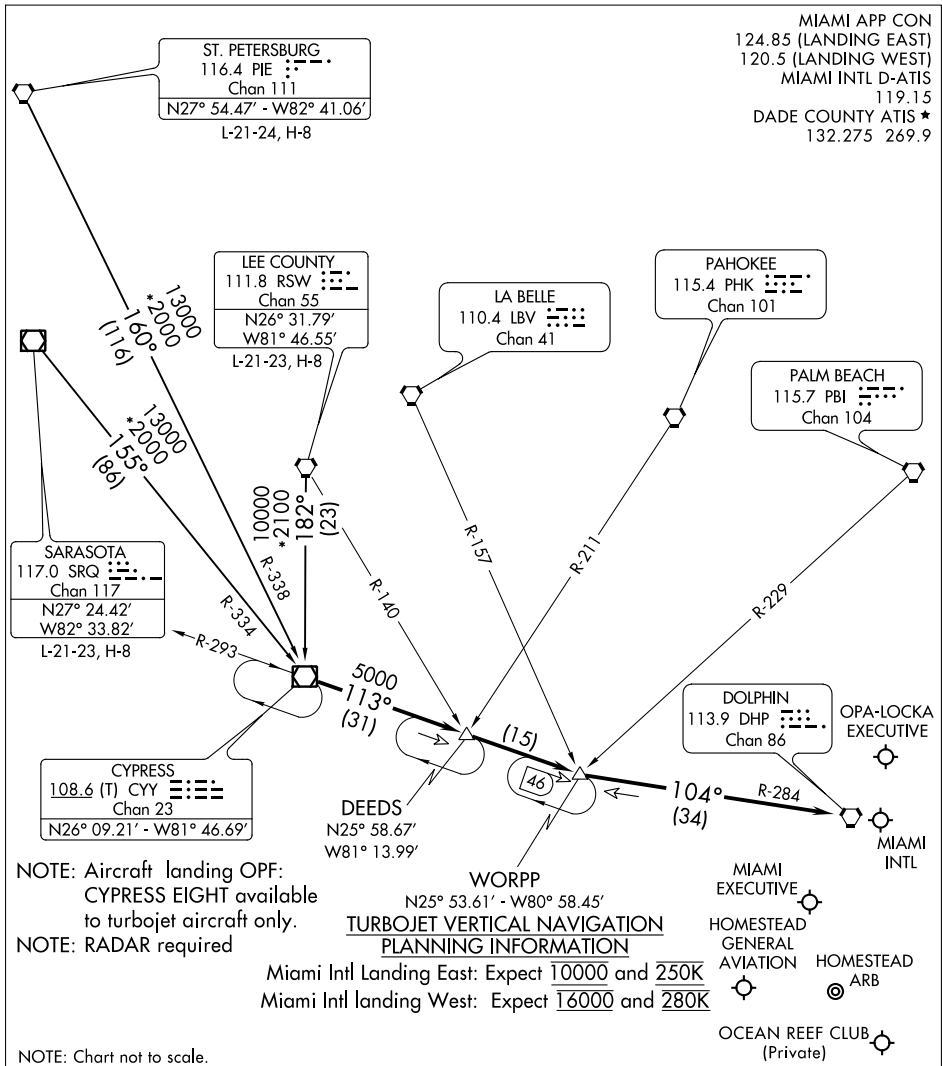 MIAMI APP CON
124.85 (LANDING EAST)
120.5 (LANDING WEST)
MIAMI INTL D-ATIS
119.15
DADE COUNTY ATIS ★
132.275 269.9
ST. PETERSBURG
116.4 PIE
Chan 111
N27° 54.47' - W82° 41.06'
L-21-24, H-8
LEE COUNTY
111.8 RSW
Chan 55
N26° 31.79'
W81° 46.55'
L-21-23, H-8
LA BELLE
110.4 LBV
Chan 41
PAHOKEE
115.4 PHK
Chan 101
PALM BEACH
115.7 PBI
Chan 104
13000
*2000
160°
(116)
13000
*2000
155°
(86)
10000
*2100
182°
(23)
SARASOTA
117.0 SRQ
Chan 117
N27° 24.42'
W82° 33.82'
L-21-23, H-8
R-338
R-334
R-293
R-140
R-157
R-211
R-229
5000
113°
(31)
(15)
46
104°
(34)
R-284
DOLPHIN
113.9 DHP
Chan 86
OPA-LOCKA
EXECUTIVE
CYPRESS
108.6 (T) CYY
Chan 23
N26° 09.21' - W81° 46.69'
DEEDS
N25° 58.67'
W81° 13.99'
WORPP
N25° 53.61' - W80° 58.45'
MIAMI
INTL
MIAMI
EXECUTIVE
HOMESTEAD
GENERAL
AVIATION
HOMESTEAD
ARB
OCEAN REEF CLUB
(Private)
NOTE: Aircraft landing OPF:
CYPRESS EIGHT available
to turbojet aircraft only.
NOTE: RADAR required
TURBOJET VERTICAL NAVIGATION
PLANNING INFORMATION
Miami Intl Landing East: Expect 10000 and 250K
Miami Intl landing West: Expect 16000 and 280K
NOTE: Chart not to scale.